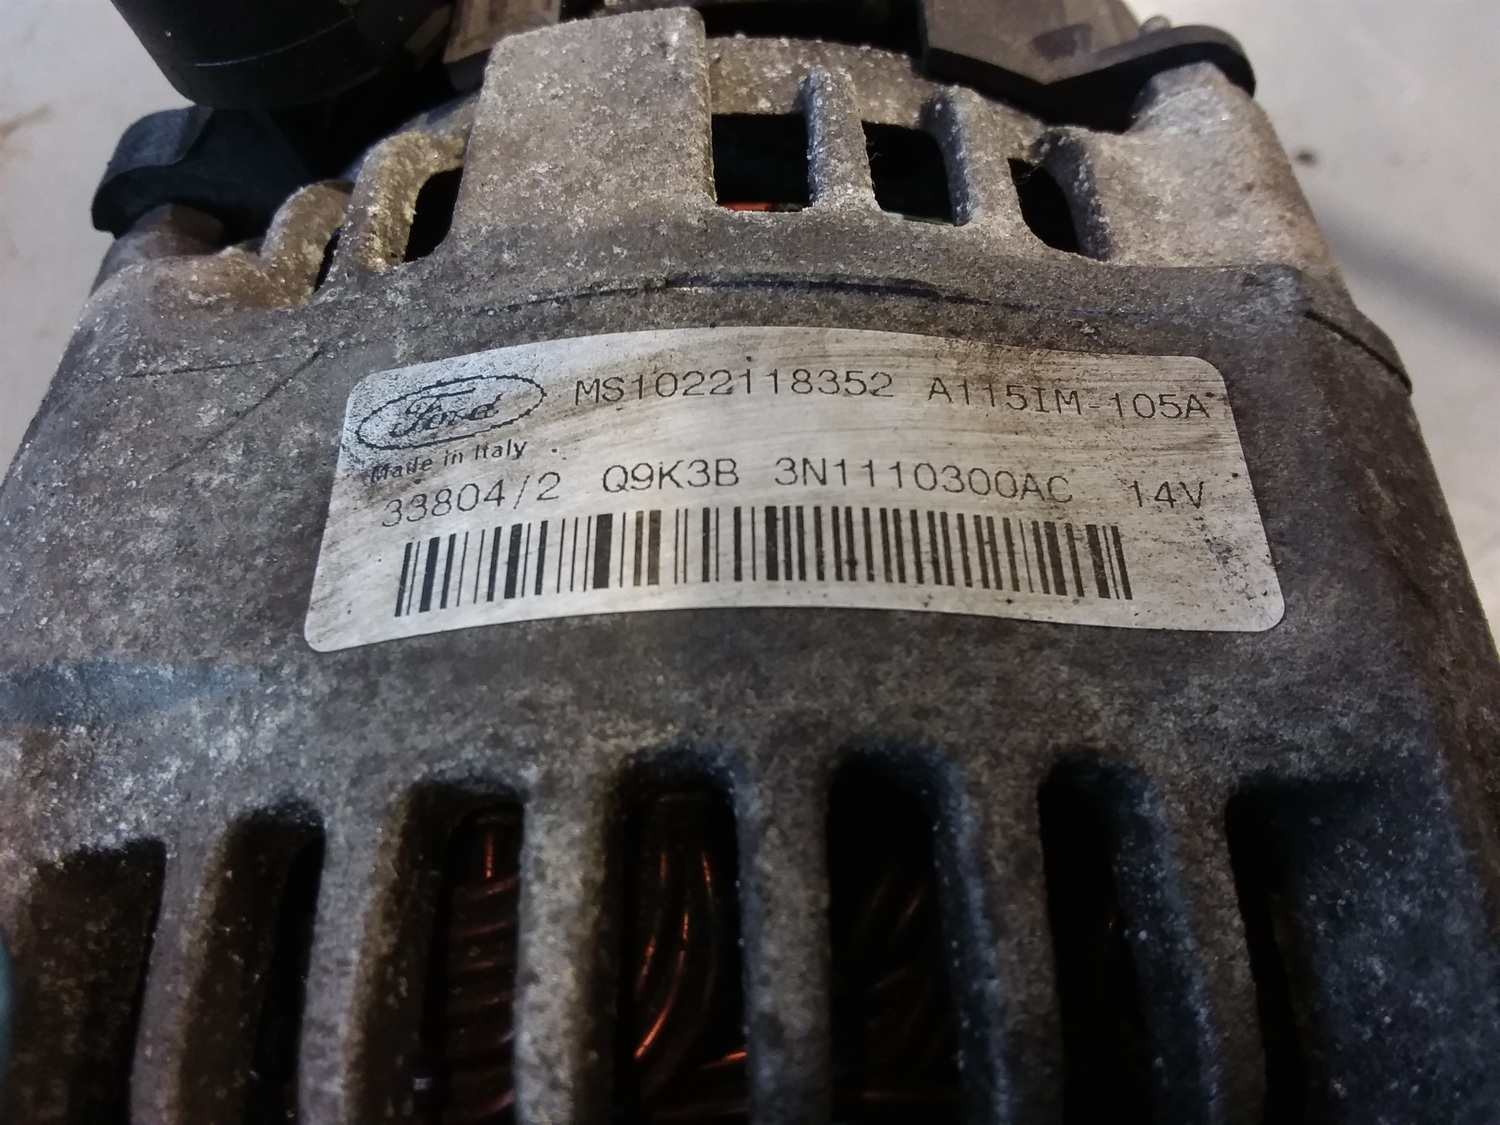 Ford MS1022118352 A115IM-105A
Made in Italy
33804/2 Q9K3B 3N1110300AC 14V